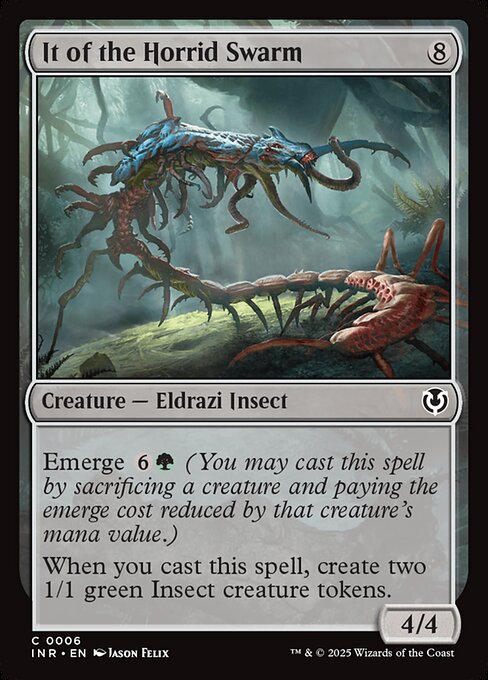 It of the Horrid Swarm 8
Creature — Eldrazi Insect
Emerge 6 (You may cast this spell
by sacrificing a creature and paying the
emerge cost reduced by that creature's
mana value.)
When you cast this spell, create two
1/1 green Insect creature tokens.
4/4
C 0006
INR • EN Jason Felix
™ & © 2025 Wizards of the Coast